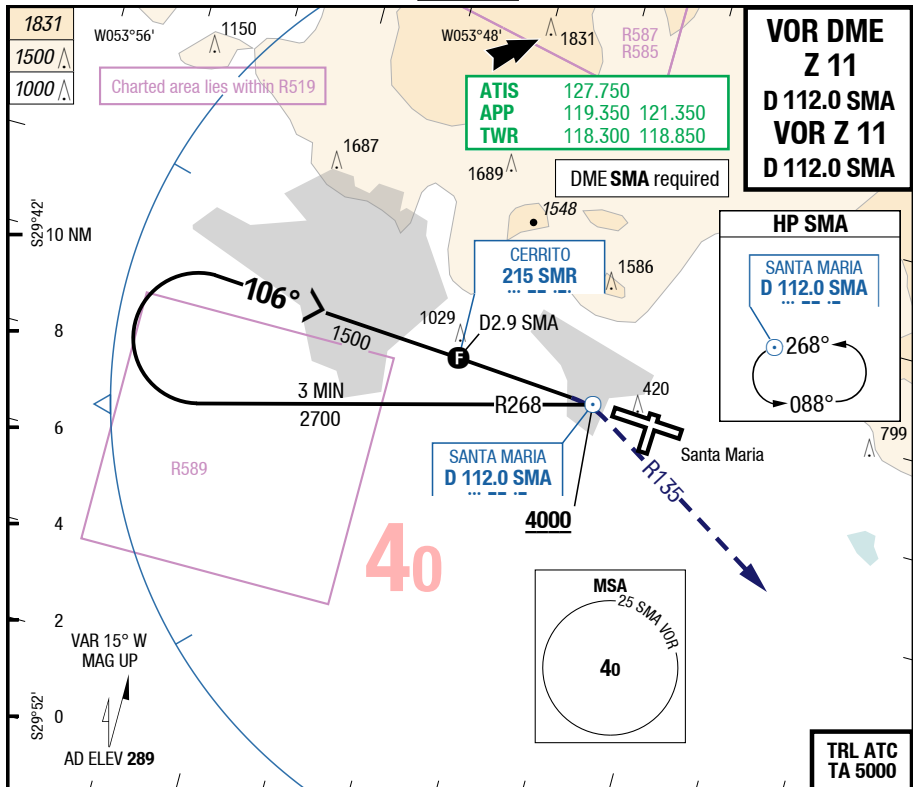 1831
1500
1000
W053°56'
1150
W053°48'
1831
R587
R585
VOR DME
Z 11
D 112.0 SMA
VOR Z 11
D 112.0 SMA
Charted area lies within R519
ATIS 127.750
APP 119.350 121.350
TWR 118.300 118.850
1687
1689
DME SMA required
1548
S29°42'
10 NM
CERRITO
215 SMR
1586
HP SMA
SANTA MARIA
D 112.0 SMA
268°
088°
106°
1500
1029
D2.9 SMA
F
8
3 MIN
2700
R268
420
6
799
Santa Maria
R589
SANTA MARIA
D 112.0 SMA
R135
4000
4
40
MSA
25 SMA VOR
40
2
VAR 15° W
MAG UP
S29°52'
0
AD ELEV 289
TRL ATC
TA 5000